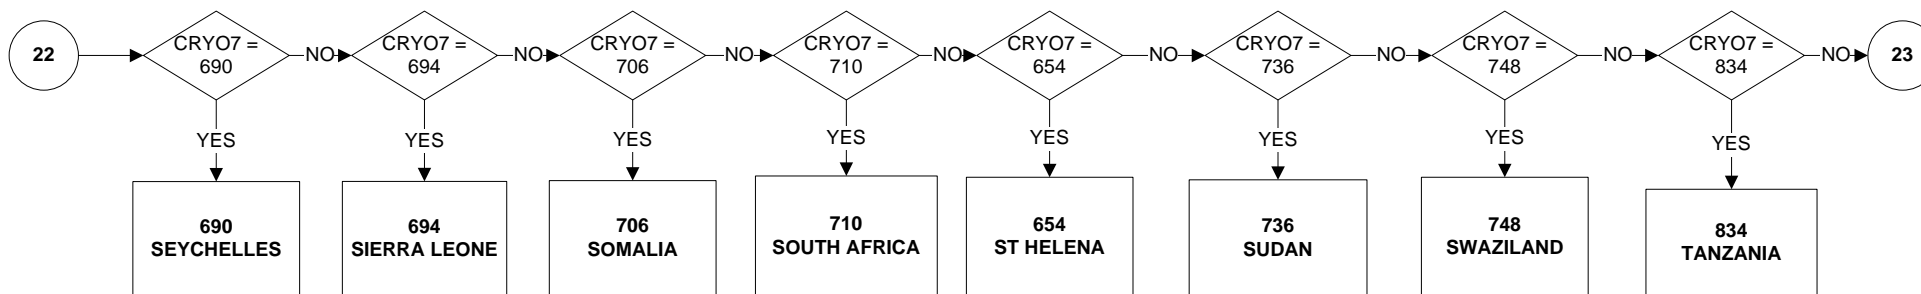 22
CRYO7 =
690
NO
CRYO7 =
694
NO
CRYO7 =
706
NO
CRYO7 =
710
NO
CRYO7 =
654
NO
CRYO7 =
736
NO
CRYO7 =
748
NO
CRYO7 =
834
NO
23
YES
YES
YES
YES
YES
YES
YES
YES
690
SEYCHELLES
694
SIERRA LEONE
706
SOMALIA
710
SOUTH AFRICA
654
ST HELENA
736
SUDAN
748
SWAZILAND
834
TANZANIA